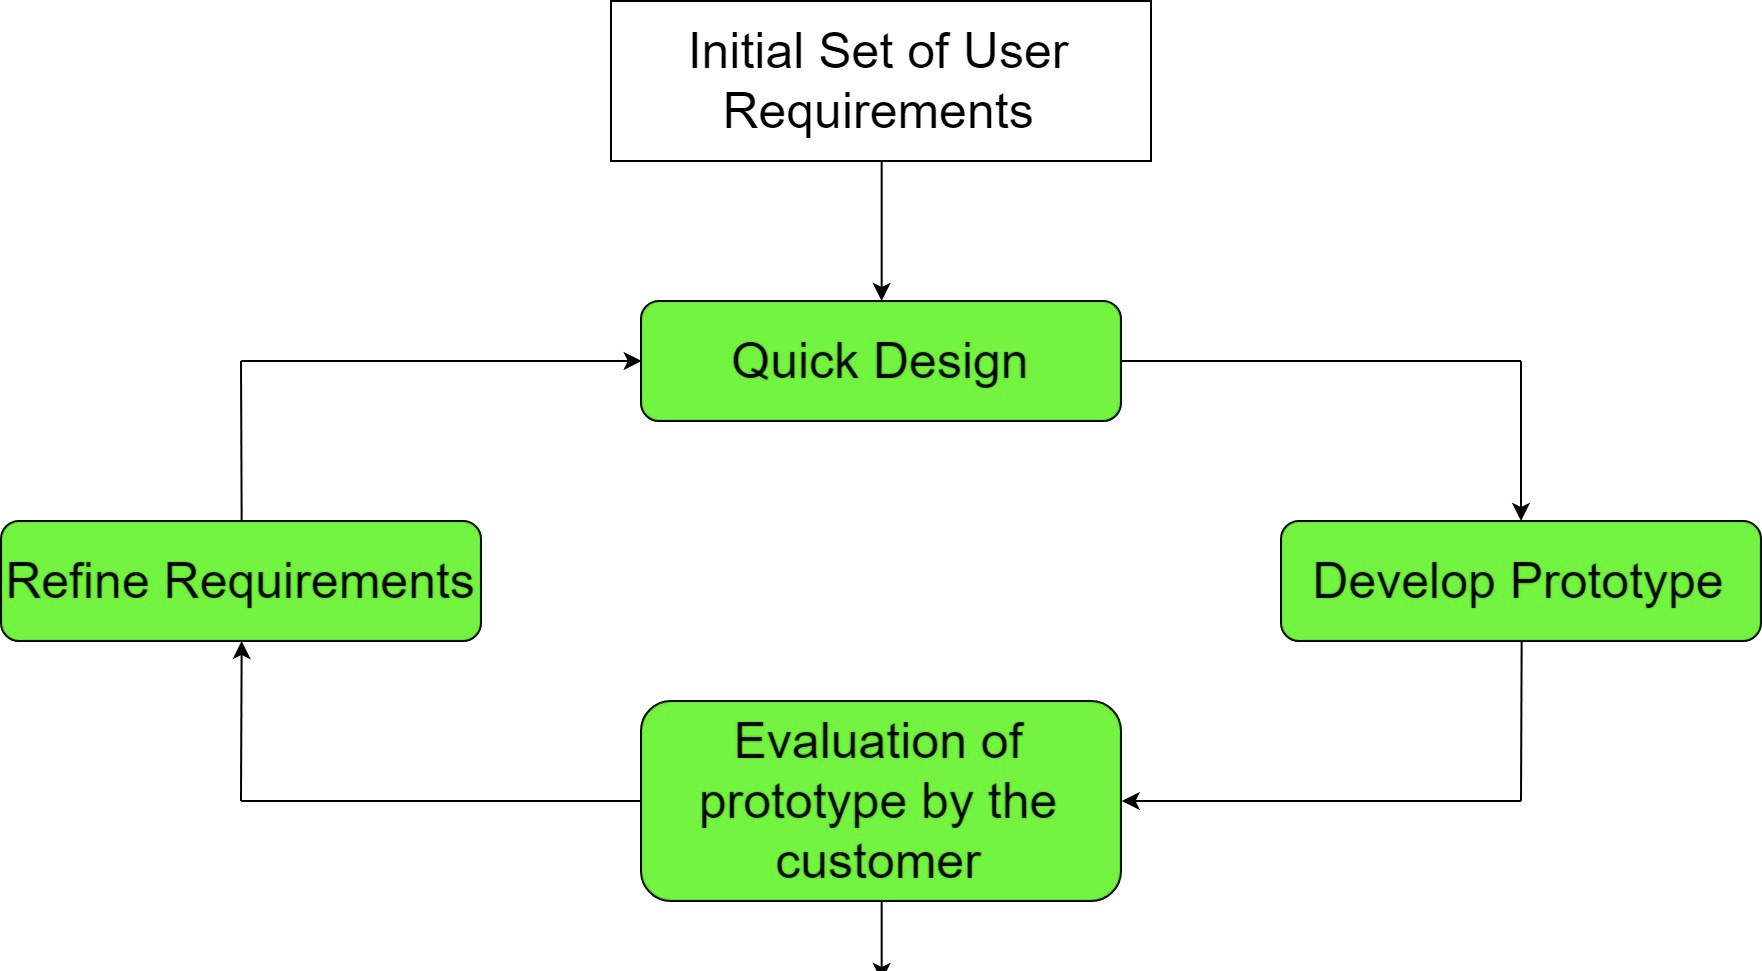 Initial Set of User
Requirements
Quick Design
Refine Requirements
Develop Prototype
Evaluation of
prototype by the
customer